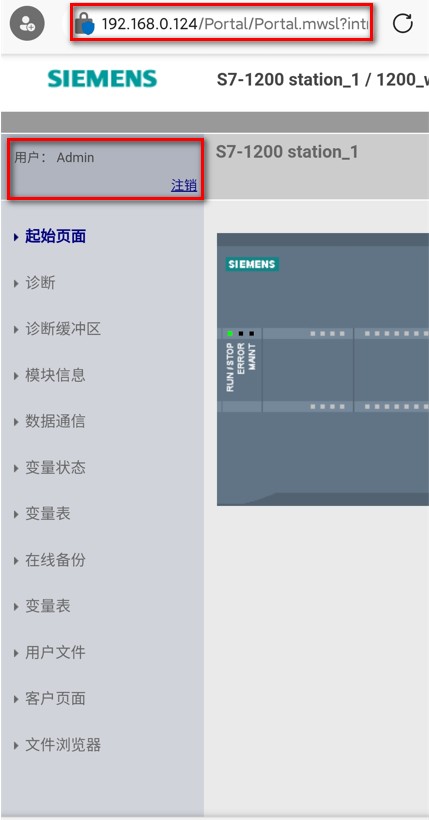 192.168.0.124/Portal/Portal.mwsl?int
SIEMENS
S7-1200 station_1 / 1200_w
用户： Admin
注销
S7-1200 station_1
起始页面
诊断
诊断缓冲区
模块信息
数据通信
变量状态
变量表
在线备份
变量表
用户文件
客户页面
文件浏览器
SIEMENS
RUN / STOP
ERROR
MAINT